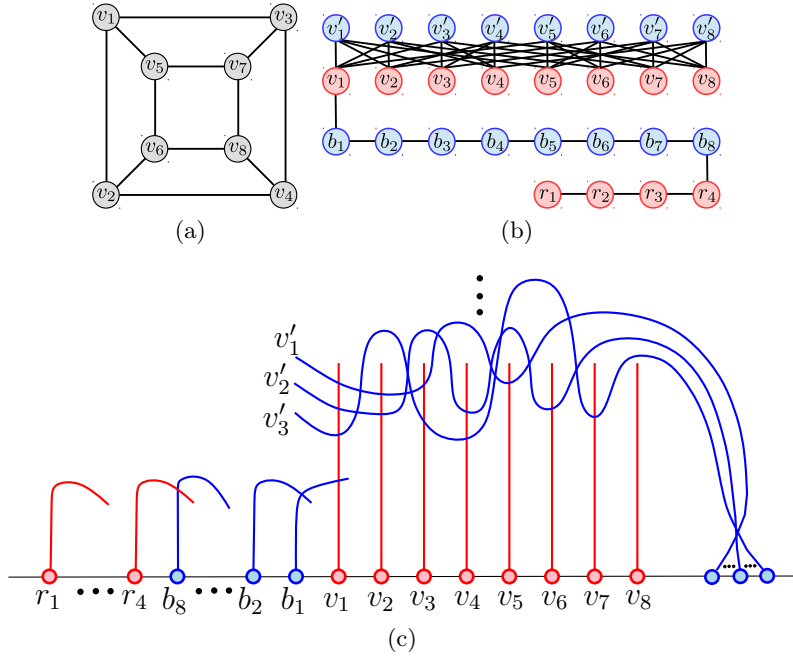 v₁ v₃
v₅ v₇
v₆ v₈
v₂ v₄
(a)
v′₁ v′₂ v′₃ v′₄ v′₅ v′₆ v′₇ v′₈
v₁ v₂ v₃ v₄ v₅ v₆ v₇ v₈
b₁ b₂ b₃ b₄ b₅ b₆ b₇ b₈
r₁ r₂ r₃ r₄
(b)
v′₁
v′₂
v′₃
r₁ ••• r₄ b₈ ••• b₂ b₁ v₁ v₂ v₃ v₄ v₅ v₆ v₇ v₈
(c)